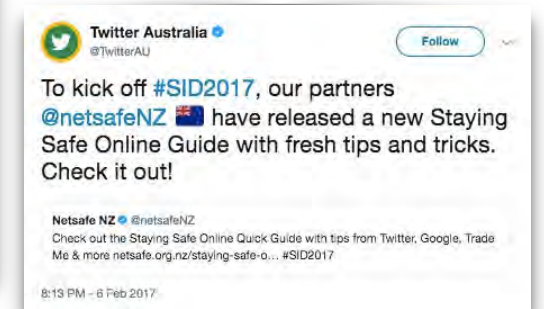 Twitter Australia
@TwitterAU
Follow
To kick off #SID2017, our partners
@netsafeNZ 🇳🇿 have released a new Staying
Safe Online Guide with fresh tips and tricks.
Check it out!
Netsafe NZ @netsafeNZ
Check out the Staying Safe Online Quick Guide with tips from Twitter, Google, Trade
Me & more netsafe.org.nz/staying-safe-o... #SID2017
8:13 PM - 6 Feb 2017